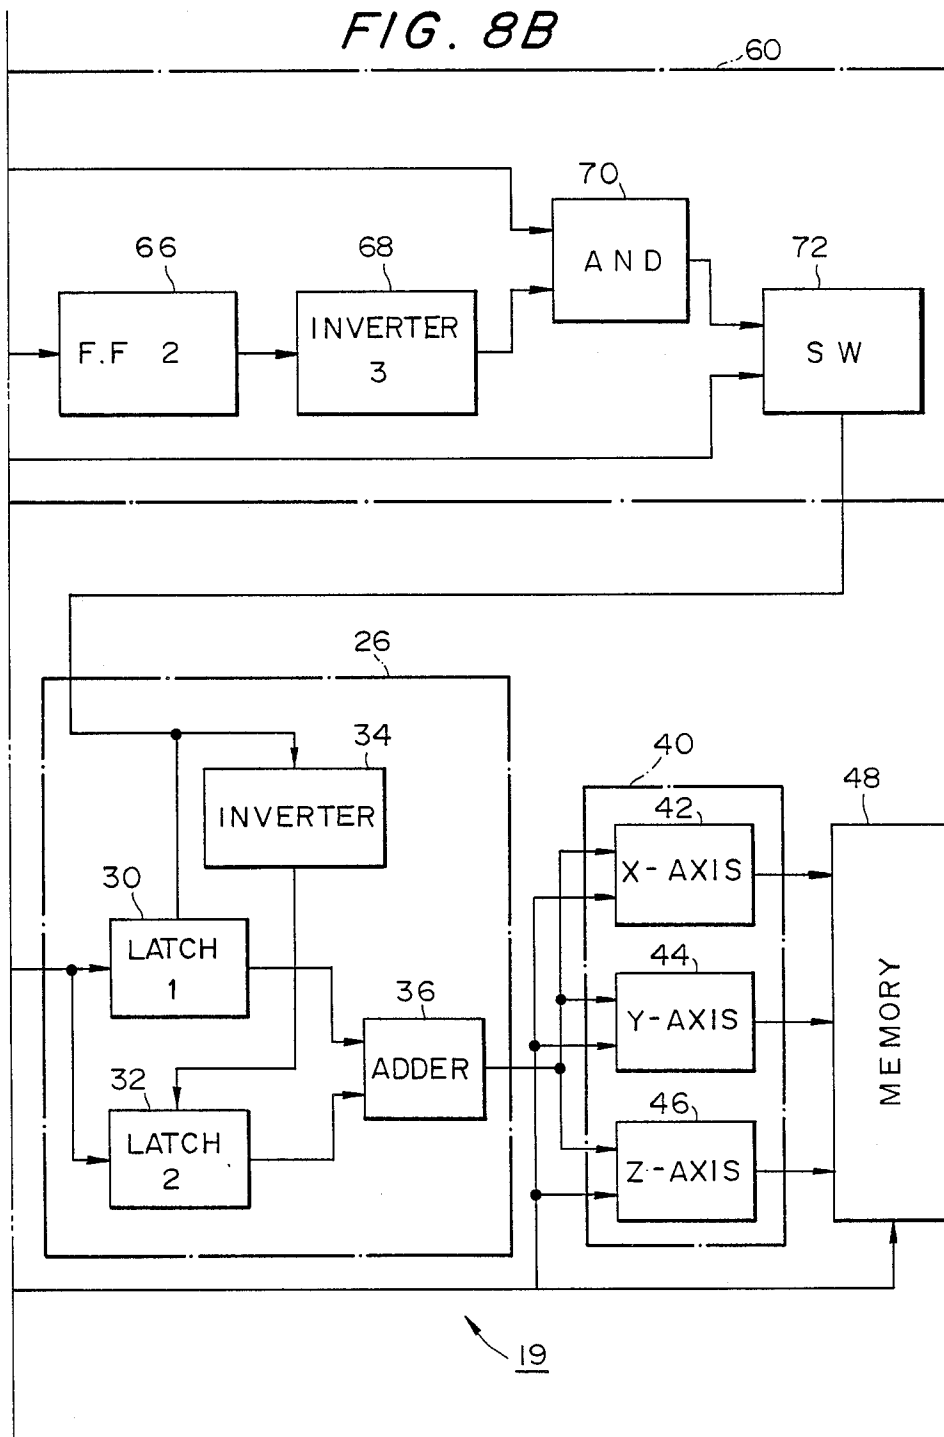 FIG. 8B
60
70
AND
72
SW
66
F.F 2
68
INVERTER
3
26
34
INVERTER
40
42
X-AXIS
48
MEMORY
30
LATCH
1
44
Y-AXIS
36
ADDER
32
LATCH
2
46
Z-AXIS
19